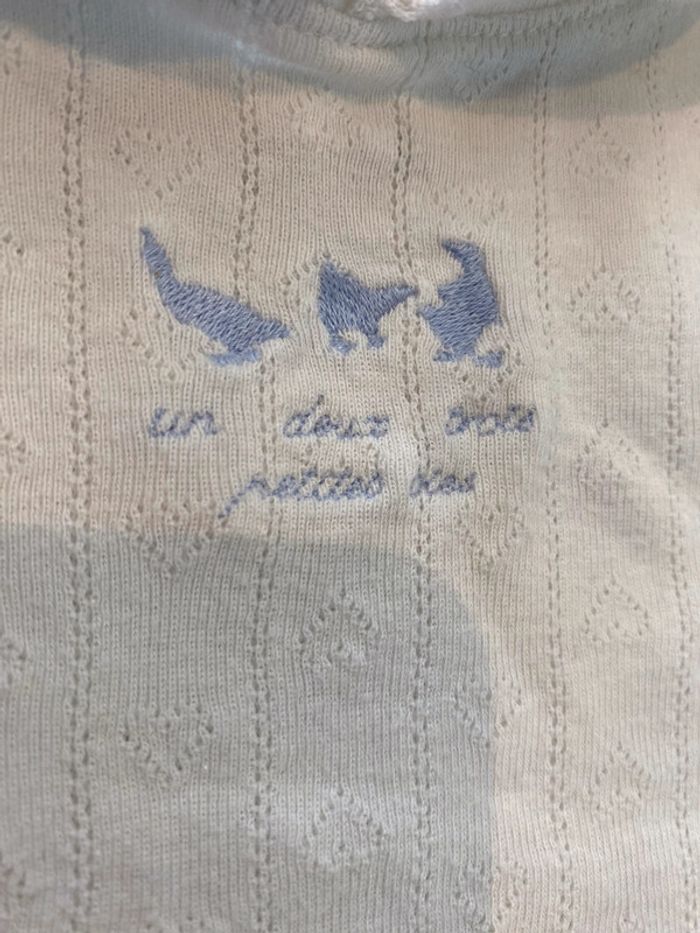 un deux trois
petites oies